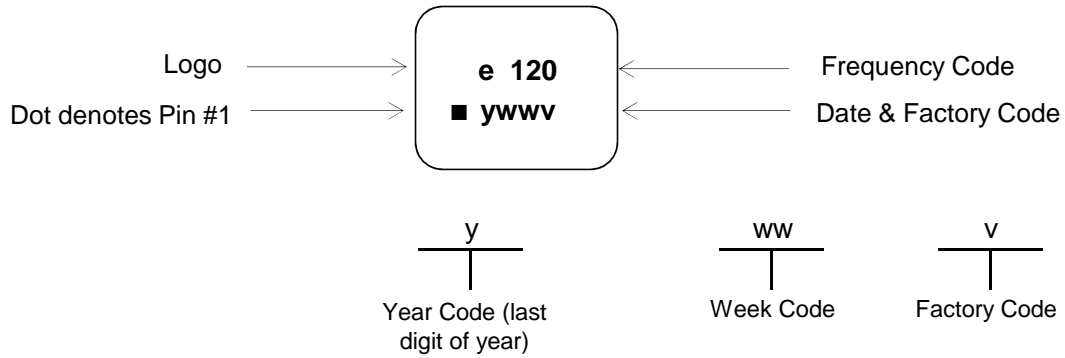 Logo
e 120
Frequency Code
Dot denotes Pin #1
■ ywwv
Date & Factory Code
y
ww
v
Year Code (last
digit of year)
Week Code
Factory Code